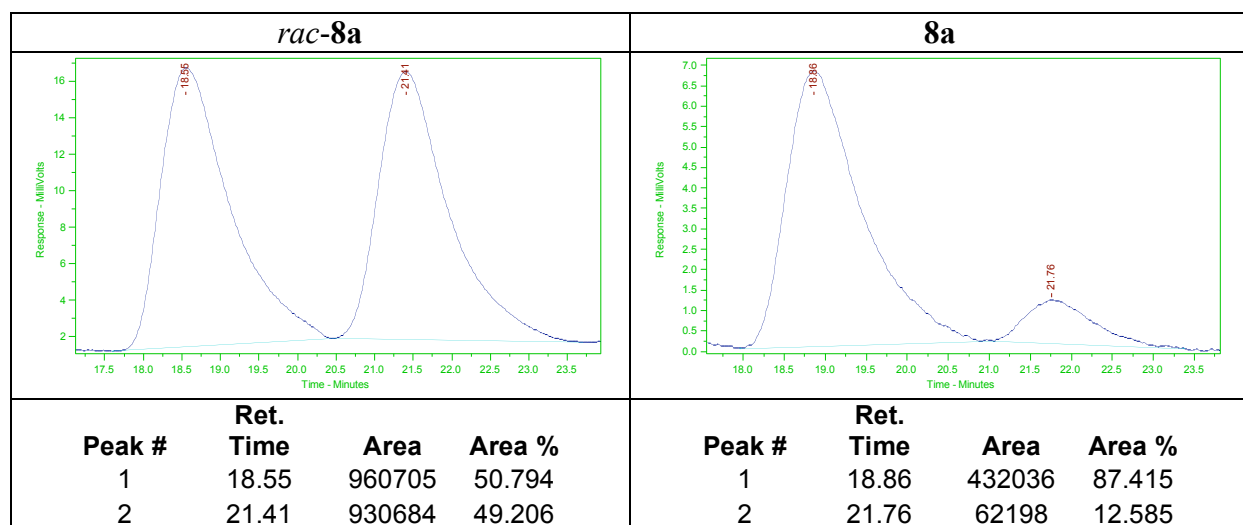 rac-8a
8a
- 18.55
- 21.41
Response - MilliVolts
16
14
12
10
8
6
4
2
17.5 18.0 18.5 19.0 19.5 20.0 20.5 21.0 21.5 22.0 22.5 23.0 23.5
Time - Minutes
- 18.86
- 21.76
Response - MilliVolts
7.0
6.5
6.0
5.5
5.0
4.5
4.0
3.5
3.0
2.5
2.0
1.5
1.0
0.5
0.0
18.0 18.5 19.0 19.5 20.0 20.5 21.0 21.5 22.0 22.5 23.0 23.5
Time - Minutes
Peak # Ret. Time Area Area %
1 18.55 960705 50.794
2 21.41 930684 49.206
Peak # Ret. Time Area Area %
1 18.86 432036 87.415
2 21.76 62198 12.585